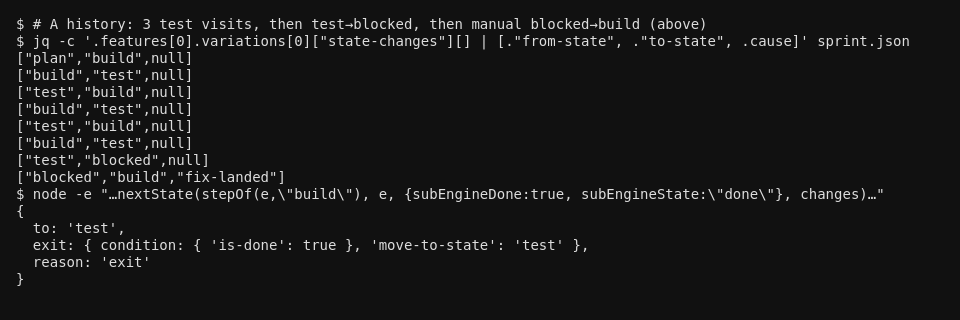 $ # A history: 3 test visits, then test→blocked, then manual blocked→build (above)
$ jq -c '.features[0].variations[0]["state-changes"][] | [."from-state", ."to-state", .cause]' sprint.json
["plan","build",null]
["build","test",null]
["test","build",null]
["build","test",null]
["test","build",null]
["build","test",null]
["test","blocked",null]
["blocked","build","fix-landed"]
$ node -e "…nextState(stepOf(e,\"build\"), e, {subEngineDone:true, subEngineState:\"done\"}, changes)…"
{
  to: 'test',
  exit: { condition: { 'is-done': true }, 'move-to-state': 'test' },
  reason: 'exit'
}